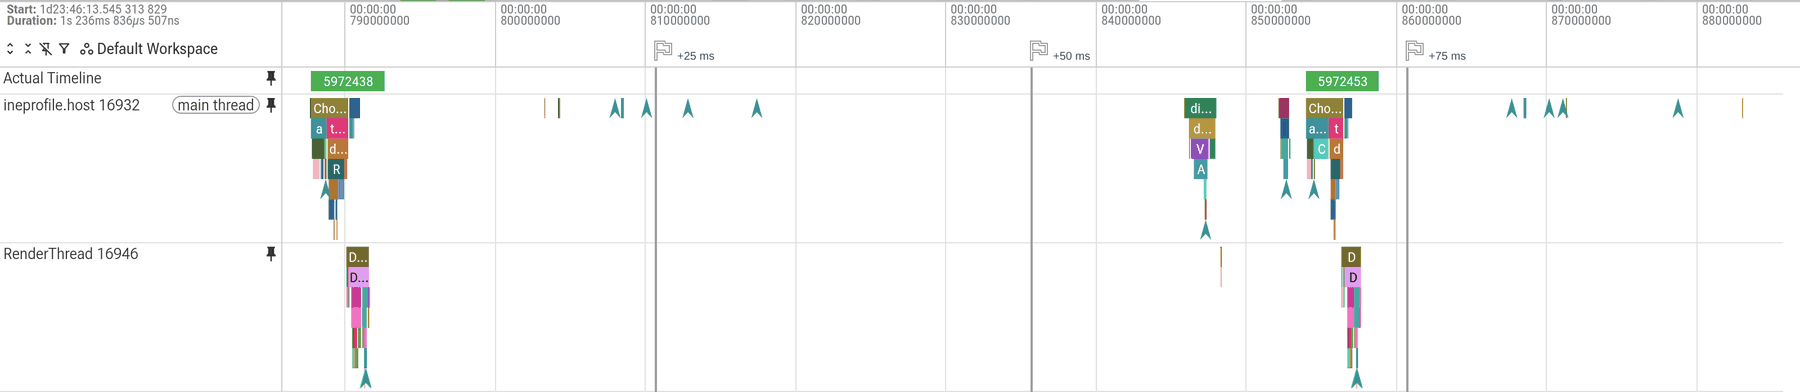 Start: 1d23:46:13.545 313 829
Duration: 1s 236ms 836µs 507ns
00:00:00 00:00:00 00:00:00 00:00:00 00:00:00 00:00:00 00:00:00 00:00:00 00:00:00 00:00:00
790000000 800000000 810000000 820000000 830000000 840000000 850000000 860000000 870000000 880000000
Default Workspace
+25 ms +50 ms +75 ms
Actual Timeline
5972438 5972453
ineprofile.host 16932 main thread
Cho... di... Cho...
a t... d... a... t
d... V C d
R A
RenderThread 16946
D... D
D... D